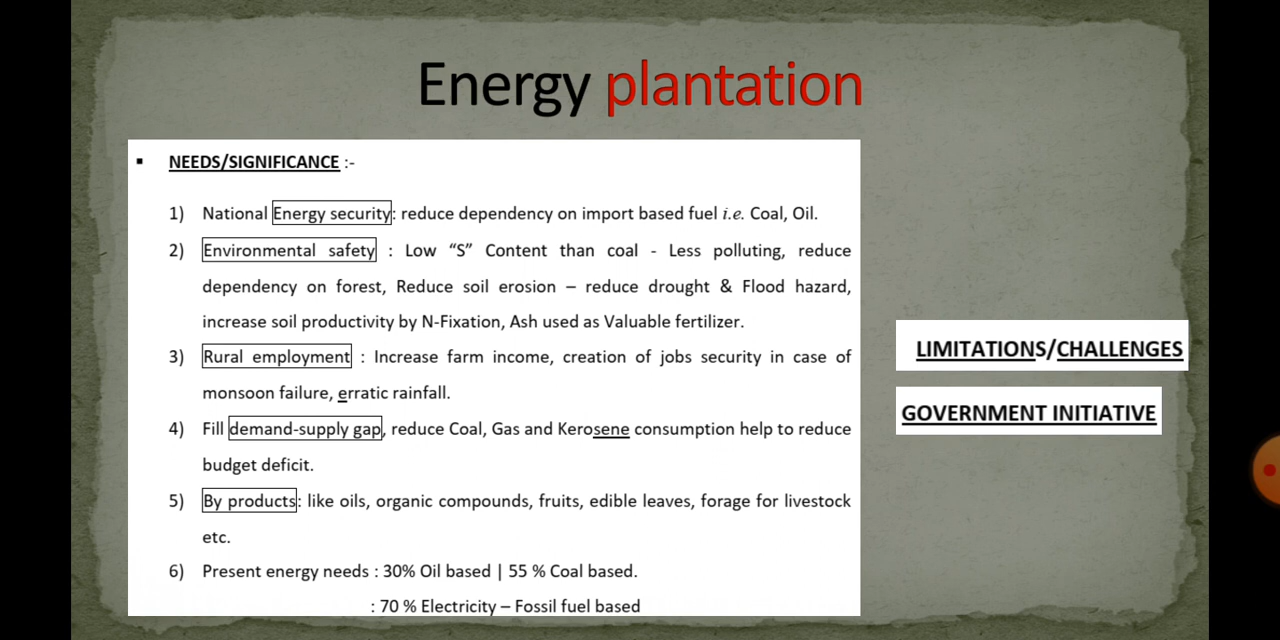 Energy plantation
▪ NEEDS/SIGNIFICANCE :-
1) National Energy security: reduce dependency on import based fuel i.e. Coal, Oil.
2) Environmental safety : Low “S” Content than coal - Less polluting, reduce
dependency on forest, Reduce soil erosion – reduce drought & Flood hazard,
increase soil productivity by N-Fixation, Ash used as Valuable fertilizer.
3) Rural employment : Increase farm income, creation of jobs security in case of
monsoon failure, erratic rainfall.
4) Fill demand-supply gap, reduce Coal, Gas and Kerosene consumption help to reduce
budget deficit.
5) By products: like oils, organic compounds, fruits, edible leaves, forage for livestock
etc.
6) Present energy needs : 30% Oil based | 55 % Coal based.
: 70 % Electricity – Fossil fuel based
LIMITATIONS/CHALLENGES
GOVERNMENT INITIATIVE